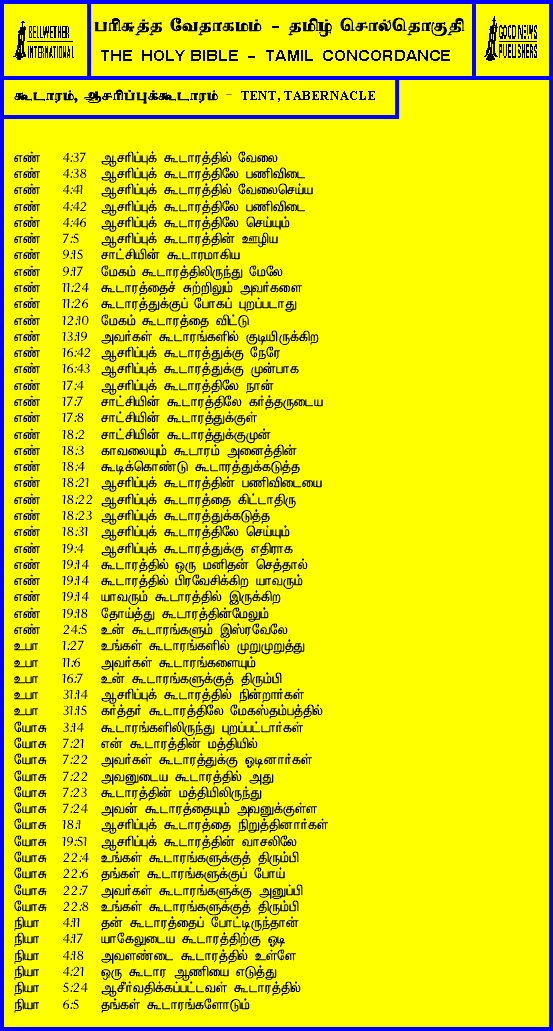 BELLWETHER
INTERNATIONAL
பரிசுத்த வேதாகமம் - தமிழ் சொல்தொகுதி
THE HOLY BIBLE - TAMIL CONCORDANCE
GOOD NEWS
PUBLISHERS
கூடாரம், ஆசரிப்புக்கூடாரம் - TENT, TABERNACLE
எண் 4:37 ஆசரிப்புக் கூடாரத்தில் வேலை
எண் 4:38 ஆசரிப்புக் கூடாரத்திலே பணிவிடை
எண் 4:41 ஆசரிப்புக் கூடாரத்தில் வேலைசெய்ய
எண் 4:42 ஆசரிப்புக் கூடாரத்திலே பணிவிடை
எண் 4:46 ஆசரிப்புக் கூடாரத்திலே செய்யும்
எண் 7:5 ஆசரிப்புக் கூடாரத்தின் ஊழிய
எண் 9:15 சாட்சியின் கூடாரமாகிய
எண் 9:17 மேகம் கூடாரத்திலிருந்து மேலே
எண் 11:24 கூடாரத்தைச் சுற்றிலும் அவர்களை
எண் 11:26 கூடாரத்துக்குப் போகப் புறப்படாது
எண் 12:10 மேகம் கூடாரத்தை விட்டு
எண் 13:19 அவர்கள் கூடாரங்களில் குடியிருக்கிற
எண் 16:42 ஆசரிப்புக் கூடாரத்துக்கு நேரே
எண் 16:43 ஆசரிப்புக் கூடாரத்துக்கு முன்பாக
எண் 17:4 ஆசரிப்புக் கூடாரத்திலே நான்
எண் 17:7 சாட்சியின் கூடாரத்திலே கர்த்தருடைய
எண் 17:8 சாட்சியின் கூடாரத்துக்குள்
எண் 18:2 சாட்சியின் கூடாரத்துக்குமுன்
எண் 18:3 காவலையும் கூடாரம் அனைத்தின்
எண் 18:4 கூடிக்கொண்டு கூடாரத்துக்கடுத்த
எண் 18:21 ஆசரிப்புக் கூடாரத்தின் பணிவிடையை
எண் 18:22 ஆசரிப்புக் கூடாரத்தை கிட்டாதிரு
எண் 18:23 ஆசரிப்புக் கூடாரத்துக்கடுத்த
எண் 18:31 ஆசரிப்புக் கூடாரத்திலே செய்யும்
எண் 19:4 ஆசரிப்புக் கூடாரத்துக்கு எதிராக
எண் 19:14 கூடாரத்தில் ஒரு மனிதன் செத்தால்
எண் 19:14 கூடாரத்தில் பிரவேசிக்கிற யாவரும்
எண் 19:14 யாவரும் கூடாரத்தில் இருக்கிற
எண் 19:18 தோய்த்து கூடாரத்தின்மேலும்
எண் 24:5 உன் கூடாரங்களும் இஸ்ரவேலே
உபா 1:27 உங்கள் கூடாரங்களில் முறுமுறுத்து
உபா 11:6 அவர்கள் கூடாரங்களையும்
உபா 16:7 உன் கூடாரங்களுக்குத் திரும்பி
உபா 31:14 ஆசரிப்புக் கூடாரத்தில் நின்றார்கள்
உபா 31:15 கர்த்தர் கூடாரத்திலே மேகஸ்தம்பத்தில்
யோசு 3:14 கூடாரங்களிலிருந்து புறப்பட்டார்கள்
யோசு 7:21 என் கூடாரத்தின் மத்தியில்
யோசு 7:22 அவர்கள் கூடாரத்துக்கு ஓடினார்கள்
யோசு 7:22 அவனுடைய கூடாரத்தில் அது
யோசு 7:23 கூடாரத்தின் மத்தியிலிருந்து
யோசு 7:24 அவன் கூடாரத்தையும் அவனுக்குள்ள
யோசு 18:1 ஆசரிப்புக் கூடாரத்தை நிறுத்தினார்கள்
யோசு 19:51 ஆசரிப்புக் கூடாரத்தின் வாசலிலே
யோசு 22:4 உங்கள் கூடாரங்களுக்குத் திரும்பி
யோசு 22:6 தங்கள் கூடாரங்களுக்குப் போய்
யோசு 22:7 அவர்கள் கூடாரங்களுக்கு அனுப்பி
யோசு 22:8 உங்கள் கூடாரங்களுக்குத் திரும்பி
நியா 4:11 தன் கூடாரத்தைப் போட்டிருந்தான்
நியா 4:17 யாகேலுடைய கூடாரத்திற்கு ஓடி
நியா 4:18 அவளண்டை கூடாரத்தில் உள்ளே
நியா 4:21 ஒரு கூடார ஆணியை எடுத்து
நியா 5:24 ஆசீர்வதிக்கப்பட்டவள் கூடாரத்தில்
நியா 6:5 தங்கள் கூடாரங்களோடும்